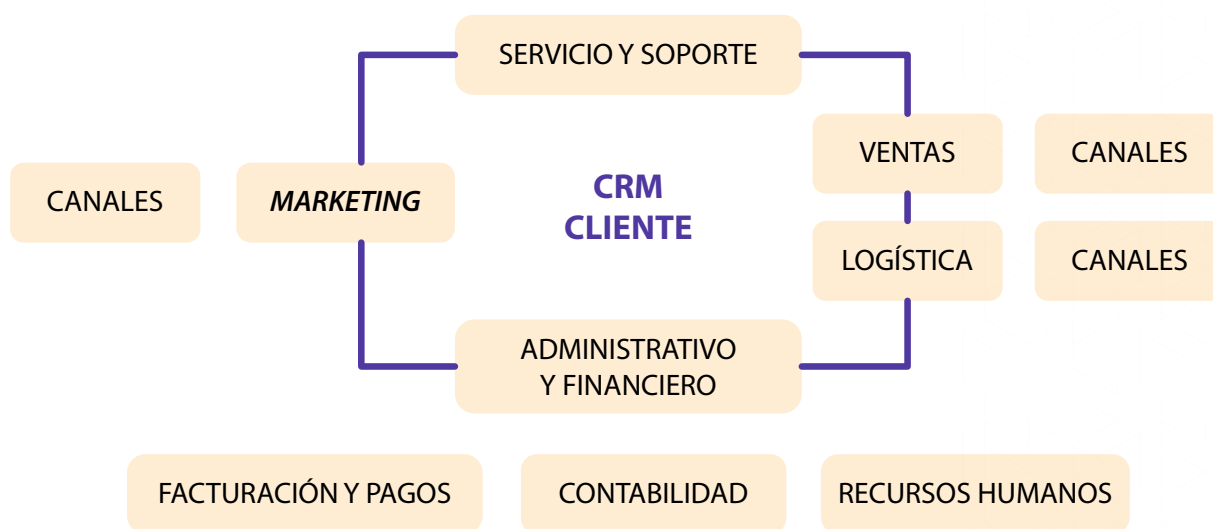 SERVICIO Y SOPORTE
VENTAS
CANALES
CANALES
MARKETING
CRM
CLIENTE
LOGÍSTICA
CANALES
ADMINISTRATIVO
Y FINANCIERO
FACTURACIÓN Y PAGOS
CONTABILIDAD
RECURSOS HUMANOS